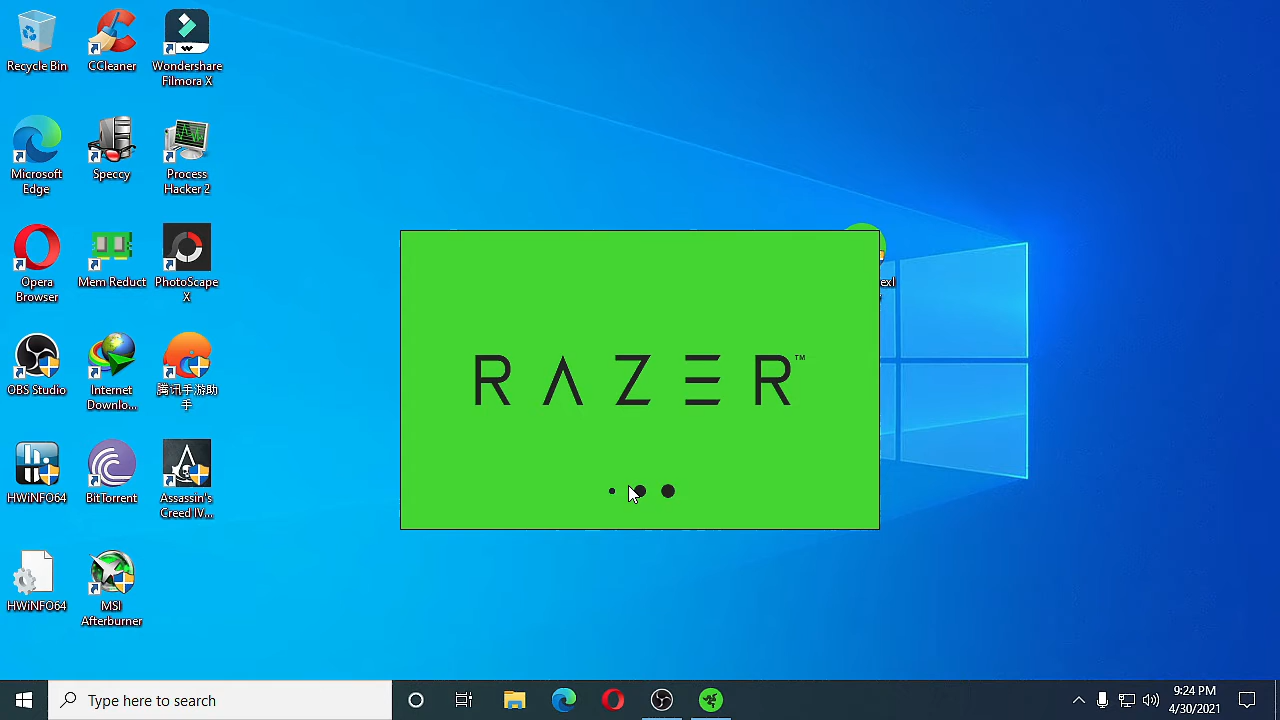 Recycle Bin
CCleaner
Wondershare
Filmora X
Microsoft
Edge
Speccy
Process
Hacker 2
Opera
Browser
Mem Reduct
PhotoScape
X
OBS Studio
Internet
Downlo...
腾讯手游助
手
HWiNFO64
BitTorrent
Assassin's
Creed IV...
HWiNFO64
MSI
Afterburner
RAZER™
Type here to search
9:24 PM
4/30/2021